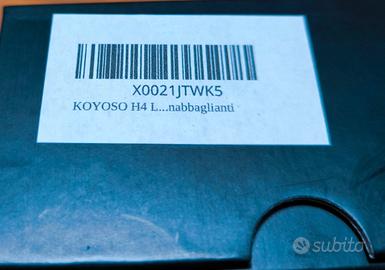 X0021JTWK5
KOYOSO H4 L...nabbaglianti
subito